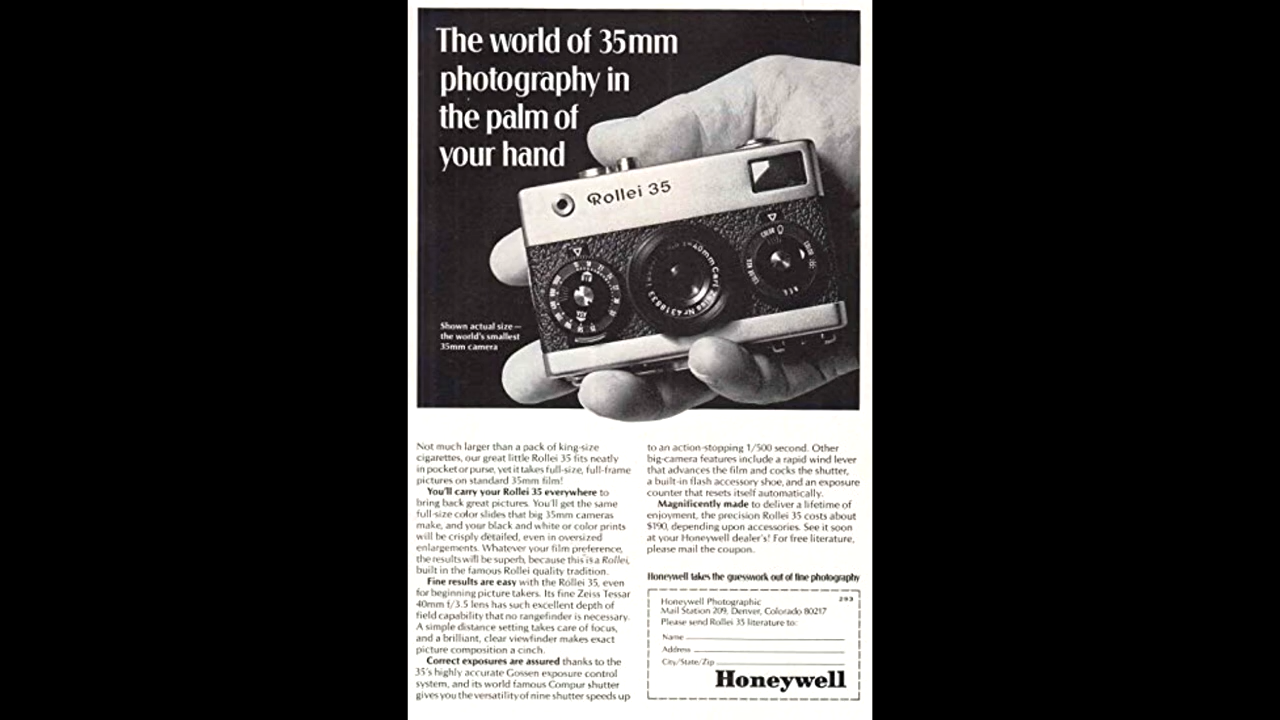 The world of 35mm
photography in
the palm of
your hand
Rollei 35
Shown actual size—
the world's smallest
35mm camera
Not much larger than a pack of king-size
cigarettes, our great little Rollei 35 fits neatly
in pocket or purse, yet it takes full-size, full-frame
pictures on standard 35mm film!
You'll carry your Rollei 35 everywhere to
bring back great pictures. You'll get the same
full-size color slides that big 35mm cameras
make, and your black and white or color prints
will be crisply detailed, even in oversized
enlargements. Whatever your film preference,
the results will be superb, because this is a Rollei,
built in the famous Rollei quality tradition.
Fine results are easy with the Rollei 35, even
for beginning picture takers. Its fine Zeiss Tessar
40mm f/3.5 lens has such excellent depth of
field capability that no rangefinder is necessary.
A simple distance setting takes care of focus,
and a brilliant, clear viewfinder makes exact
picture composition a cinch.
Correct exposures are assured thanks to the
35's highly accurate Gossen exposure control
system, and its world famous Compur shutter
gives you the versatility of nine shutter speeds up
to an action-stopping 1/500 second. Other
big-camera features include a rapid wind lever
that advances the film and cocks the shutter,
a built-in flash accessory shoe, and an exposure
counter that resets itself automatically.
Magnificently made to deliver a lifetime of
enjoyment, the precision Rollei 35 costs about
$190, depending upon accessories. See it soon
at your Honeywell dealer's! For free literature,
please mail the coupon.
Honeywell takes the guesswork out of fine photography
293
Honeywell Photographic
Mail Station 209, Denver, Colorado 80217
Please send Rollei 35 literature to:
Name
Address
City/State/Zip
Honeywell